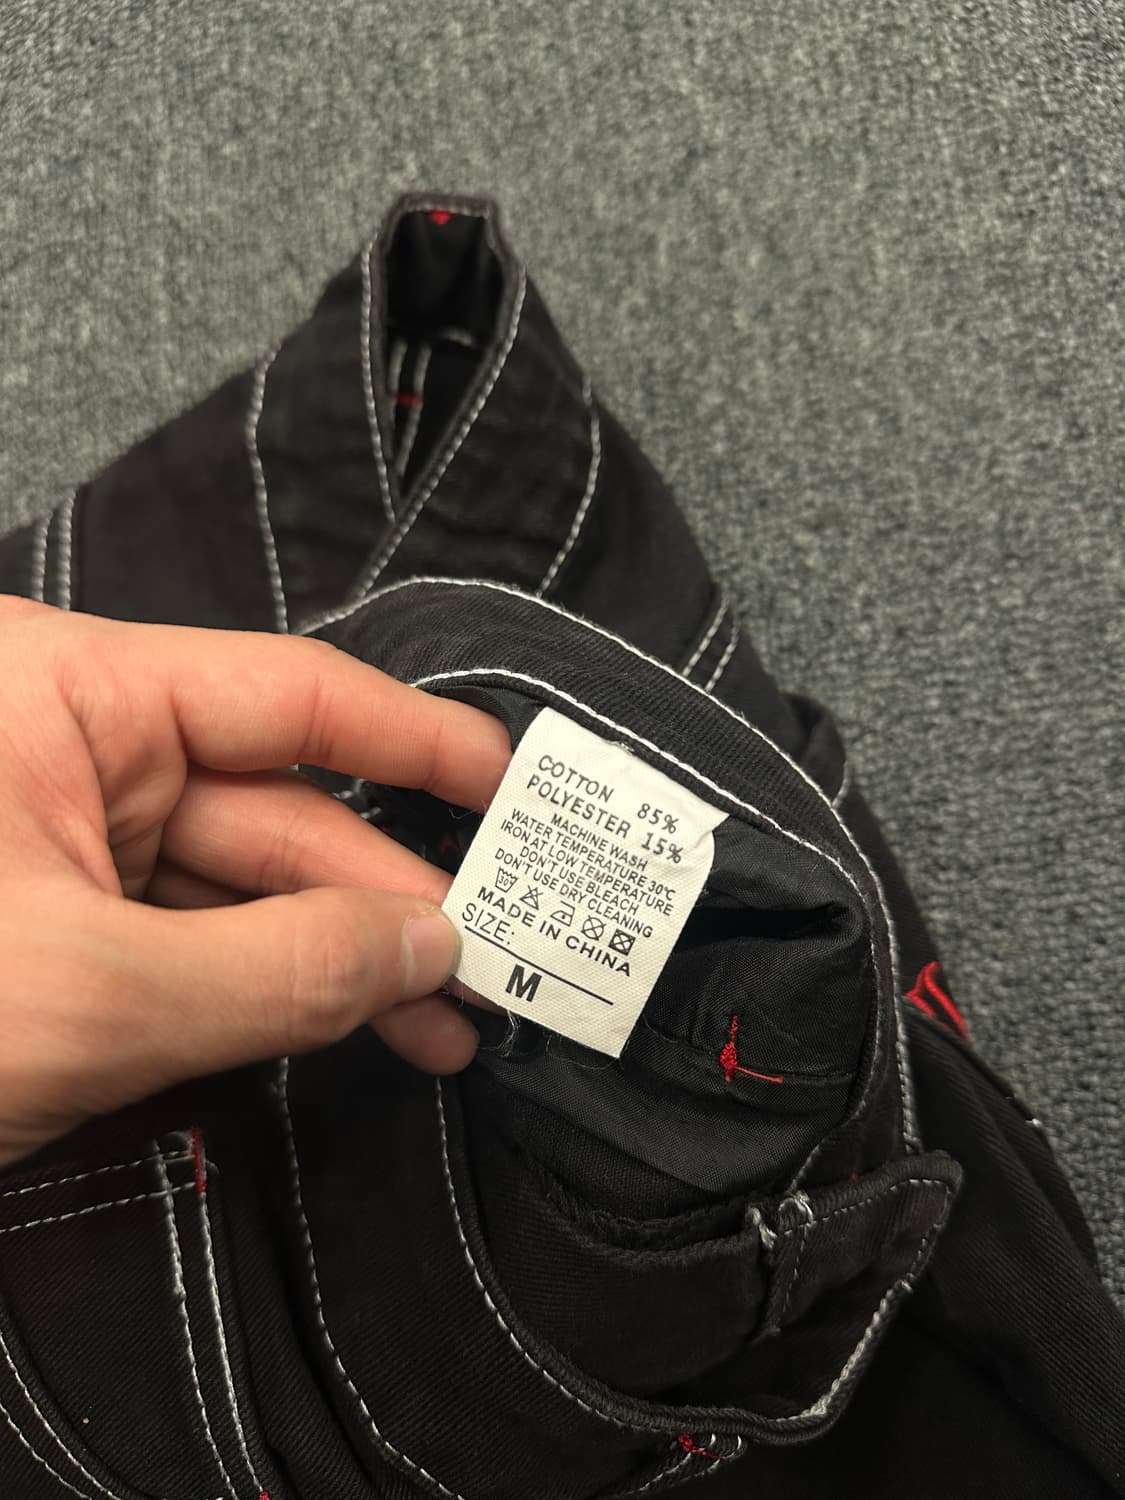 COTTON 85%
POLYESTER 15%
MACHINE WASH
WATER TEMPERATURE 30℃
IRON AT LOW TEMPERATURE
DON'T USE BLEACH
DON'T USE DRY CLEANING
MADE IN CHINA
SIZE:
M